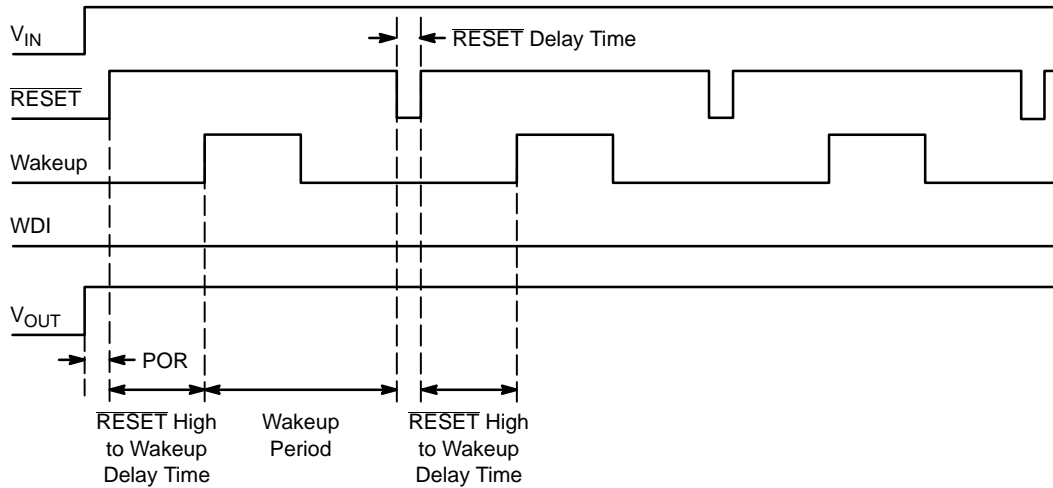 V_IN
RESET Delay Time
RESET
Wakeup
WDI
V_OUT
POR
RESET High
to Wakeup
Delay Time
Wakeup
Period
RESET High
to Wakeup
Delay Time